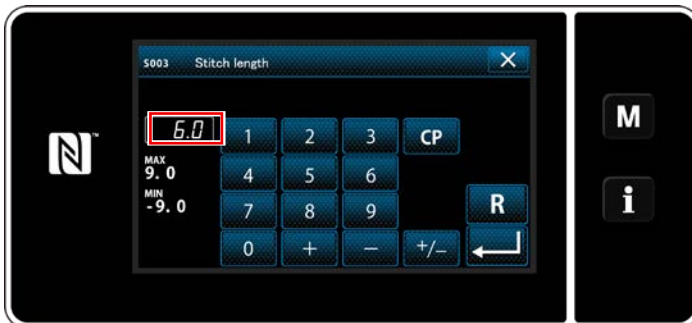 S003 Stitch length X
6.0 1 2 3 CP
MAX
9.0 4 5 6
MIN
-9.0 7 8 9 R
0 + − +/−
N
M
i